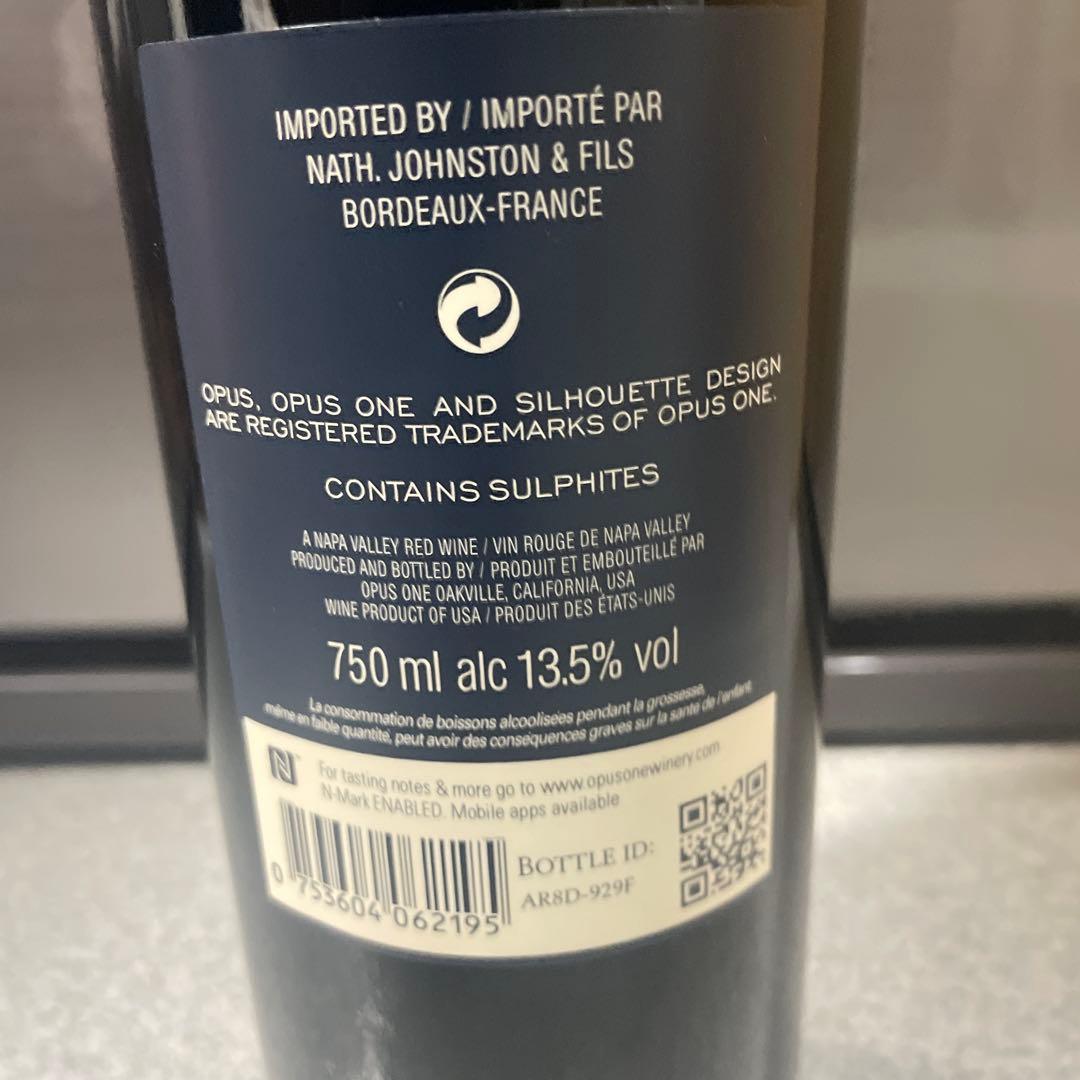 IMPORTED BY / IMPORTÉ PAR
NATH. JOHNSTON & FILS
BORDEAUX-FRANCE
OPUS, OPUS ONE AND SILHOUETTE DESIGN
ARE REGISTERED TRADEMARKS OF OPUS ONE.
CONTAINS SULPHITES
A NAPA VALLEY RED WINE / VIN ROUGE DE NAPA VALLEY
PRODUCED AND BOTTLED BY / PRODUIT ET EMBOUTEILLÉ PAR
OPUS ONE OAKVILLE, CALIFORNIA, USA
WINE PRODUCT OF USA / PRODUIT DES ÉTATS-UNIS
750 ml alc 13.5% vol
La consommation de boissons alcoolisées pendant la grossesse,
même en faible quantité, peut avoir des conséquences graves sur la santé de l'enfant.
N
For tasting notes & more go to www.opusonewinery.com
N-Mark ENABLED. Mobile apps available
BOTTLE ID:
AR8D-929F
0 753604 062195